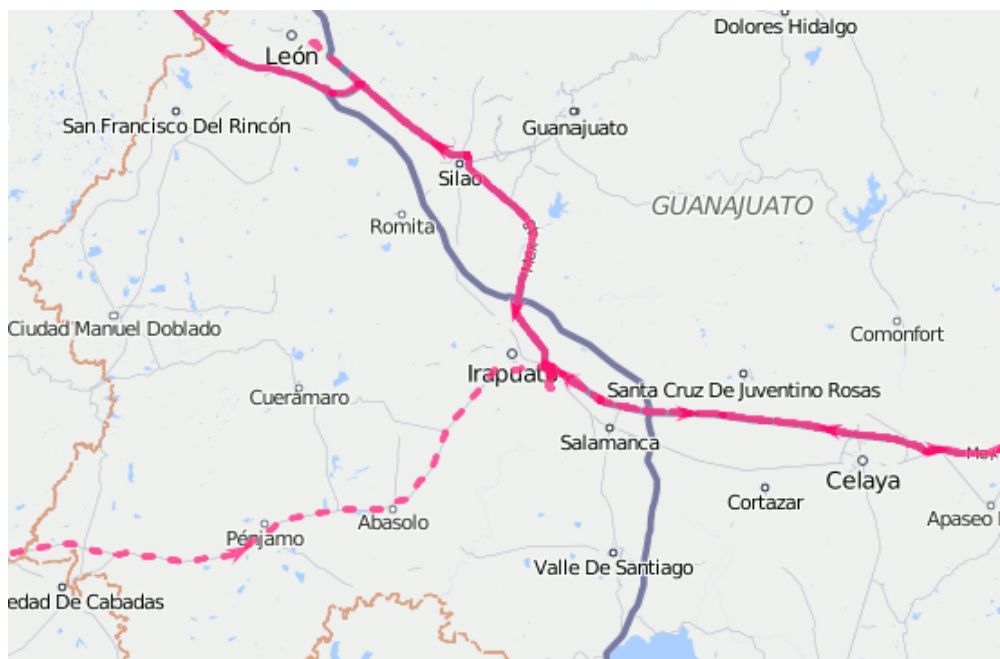 Dolores Hidalgo
León
San Francisco Del Rincón
Guanajuato
Silao
GUANAJUATO
Romita
Ciudad Manuel Doblado
Comonfort
Irapuato
Santa Cruz De Juventino Rosas
Cuerámaro
Salamanca
Mex
Celaya
Cortazar
Abasolo
Apaseo
Pénjamo
Valle De Santiago
edad De Cabadas